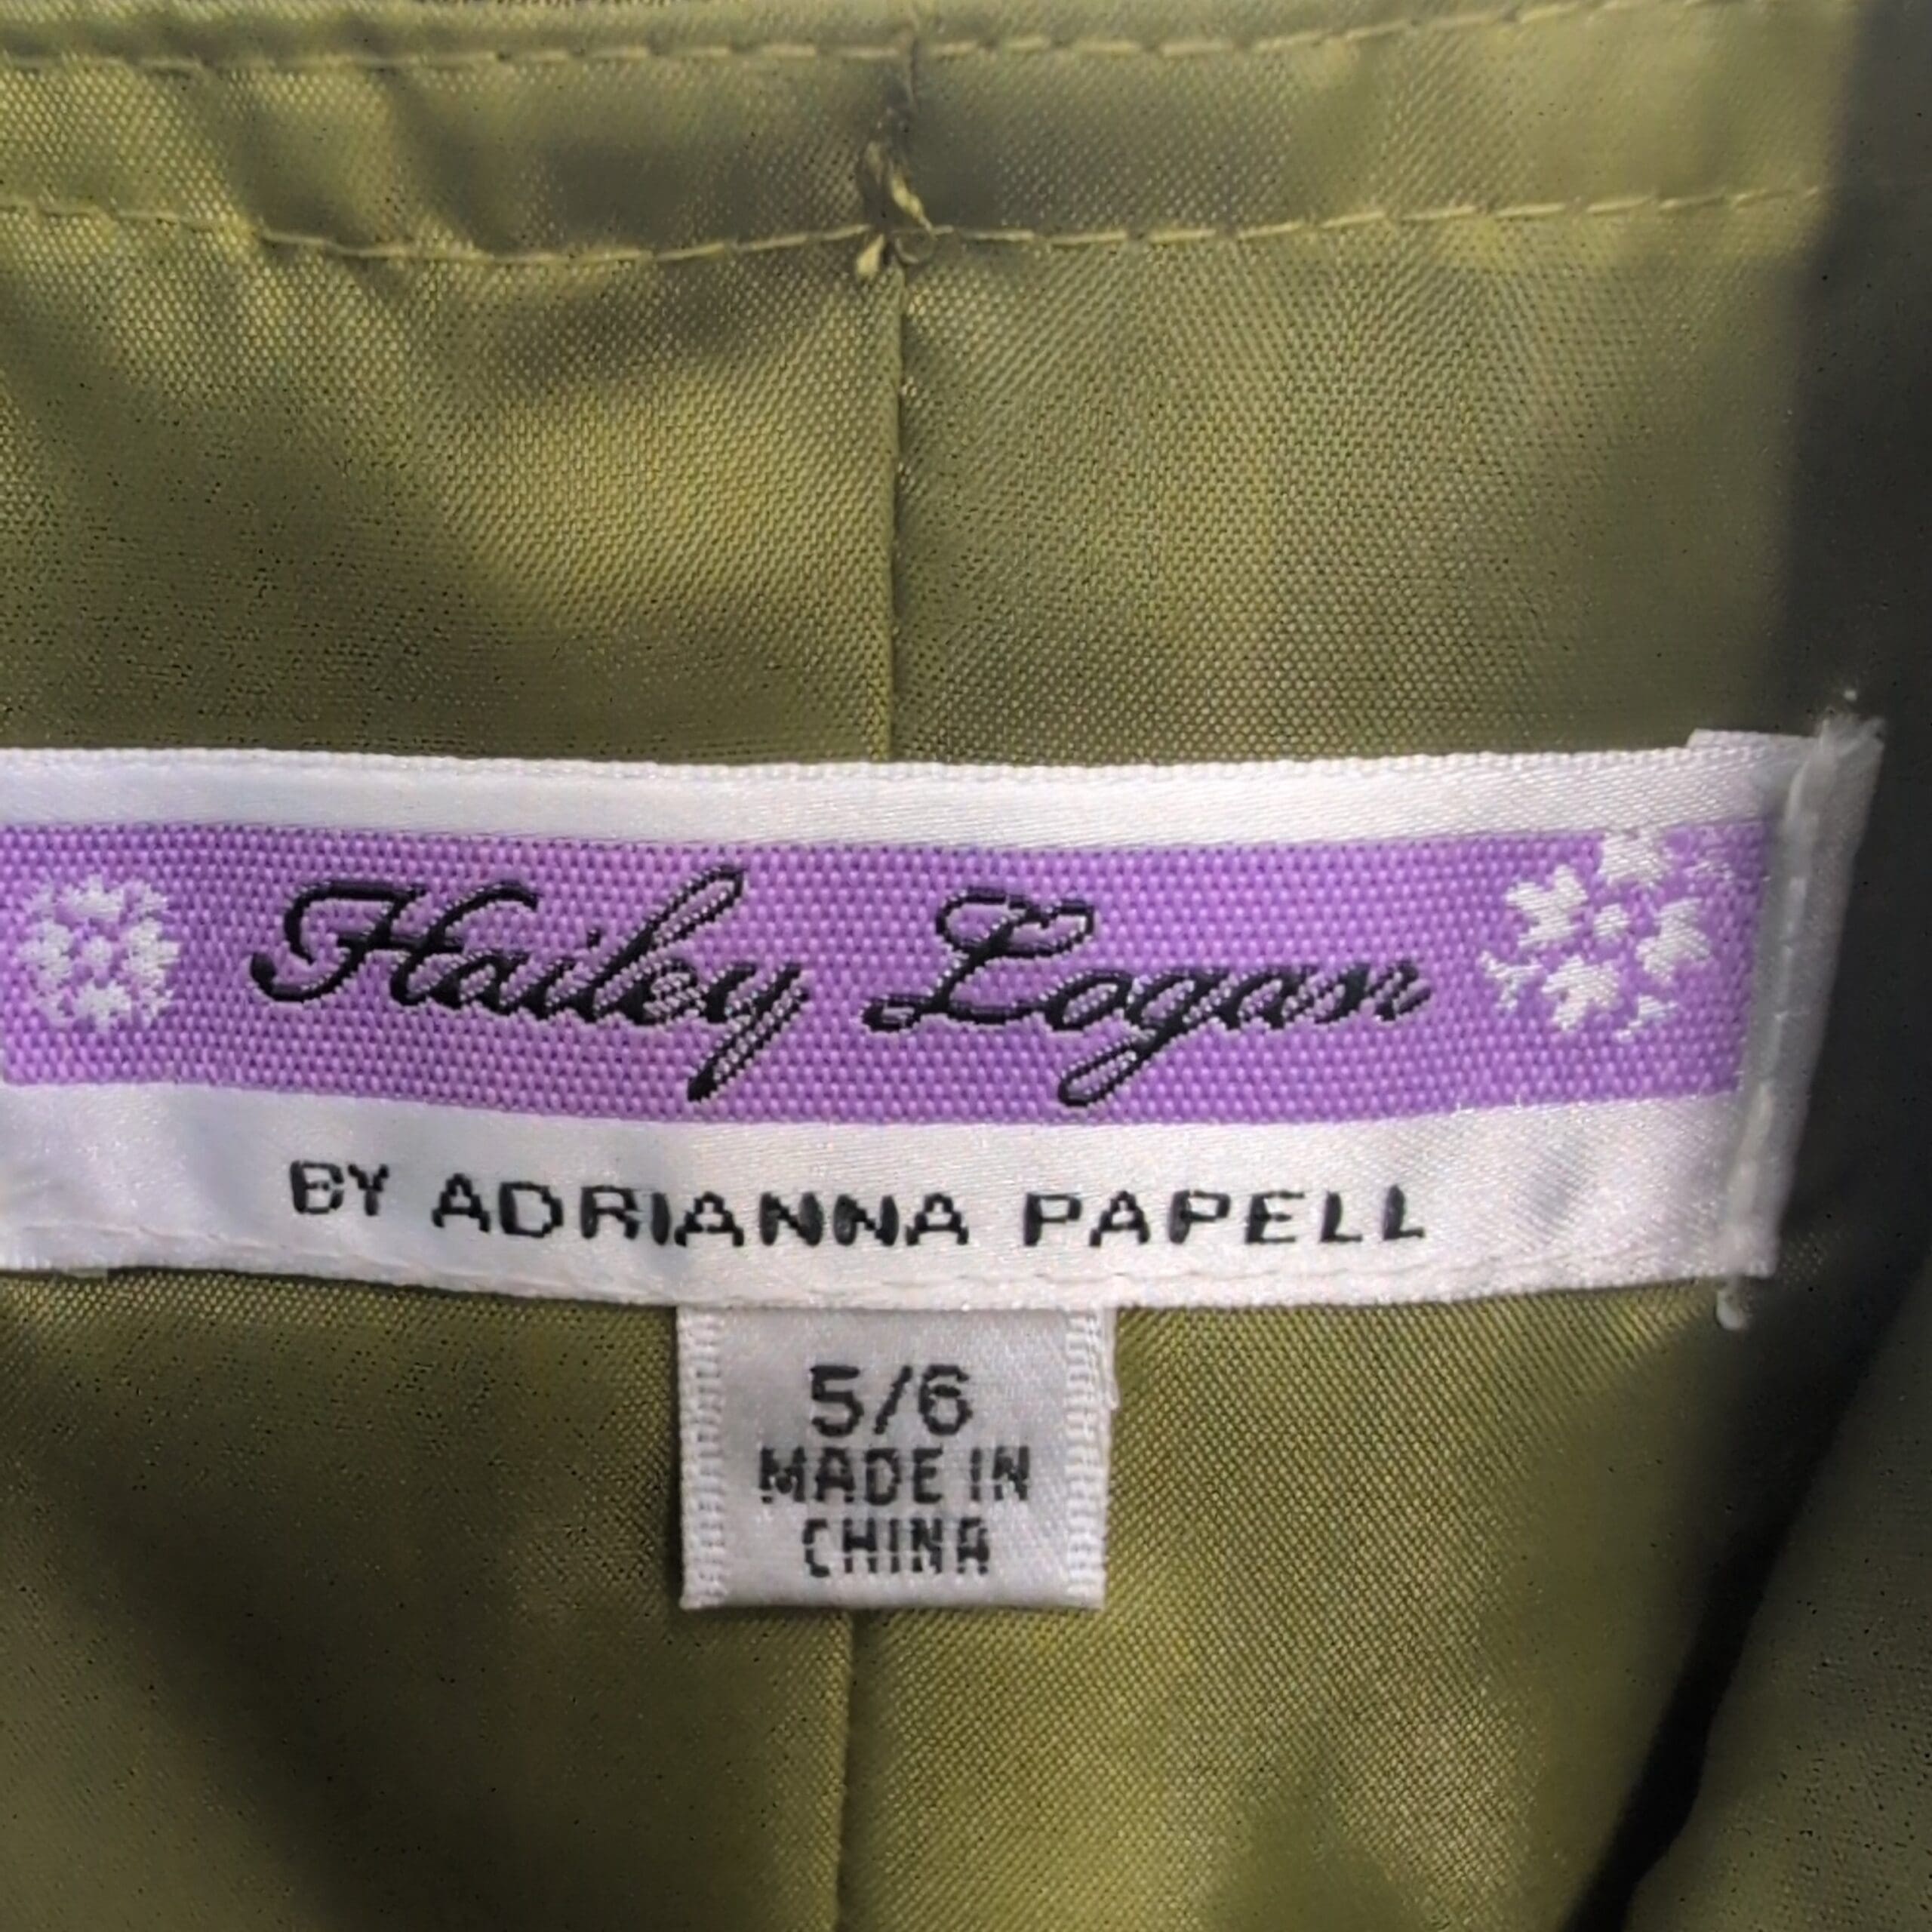 Hailey Logan
BY ADRIANNA PAPELL
5/6
MADE IN
CHINA